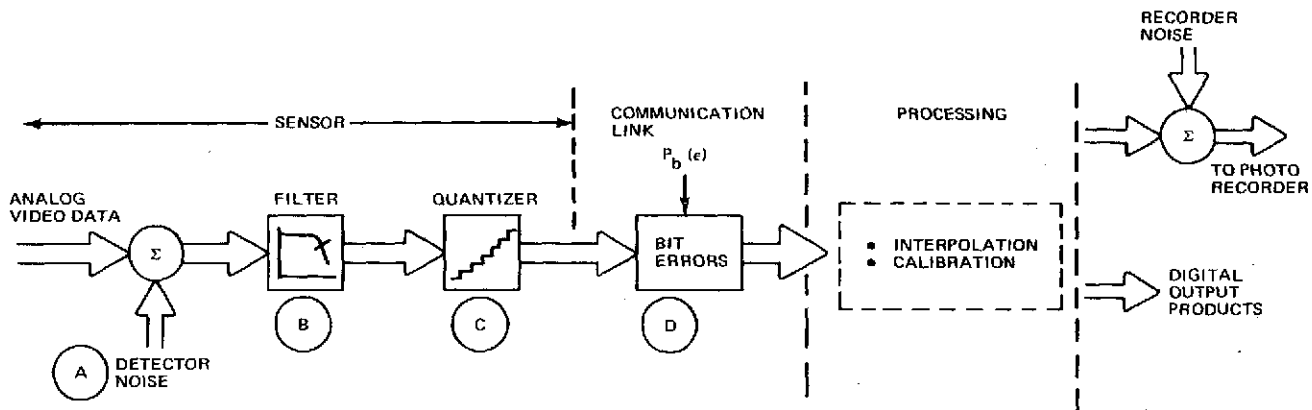 RECORDER
NOISE
SENSOR
COMMUNICATION
LINK
P_b (ϵ)
PROCESSING
Σ
TO PHOTO
RECORDER
ANALOG
VIDEO DATA
FILTER
QUANTIZER
Σ
BIT
ERRORS
• INTERPOLATION
• CALIBRATION
DIGITAL
OUTPUT
PRODUCTS
B
C
D
A
DETECTOR
NOISE